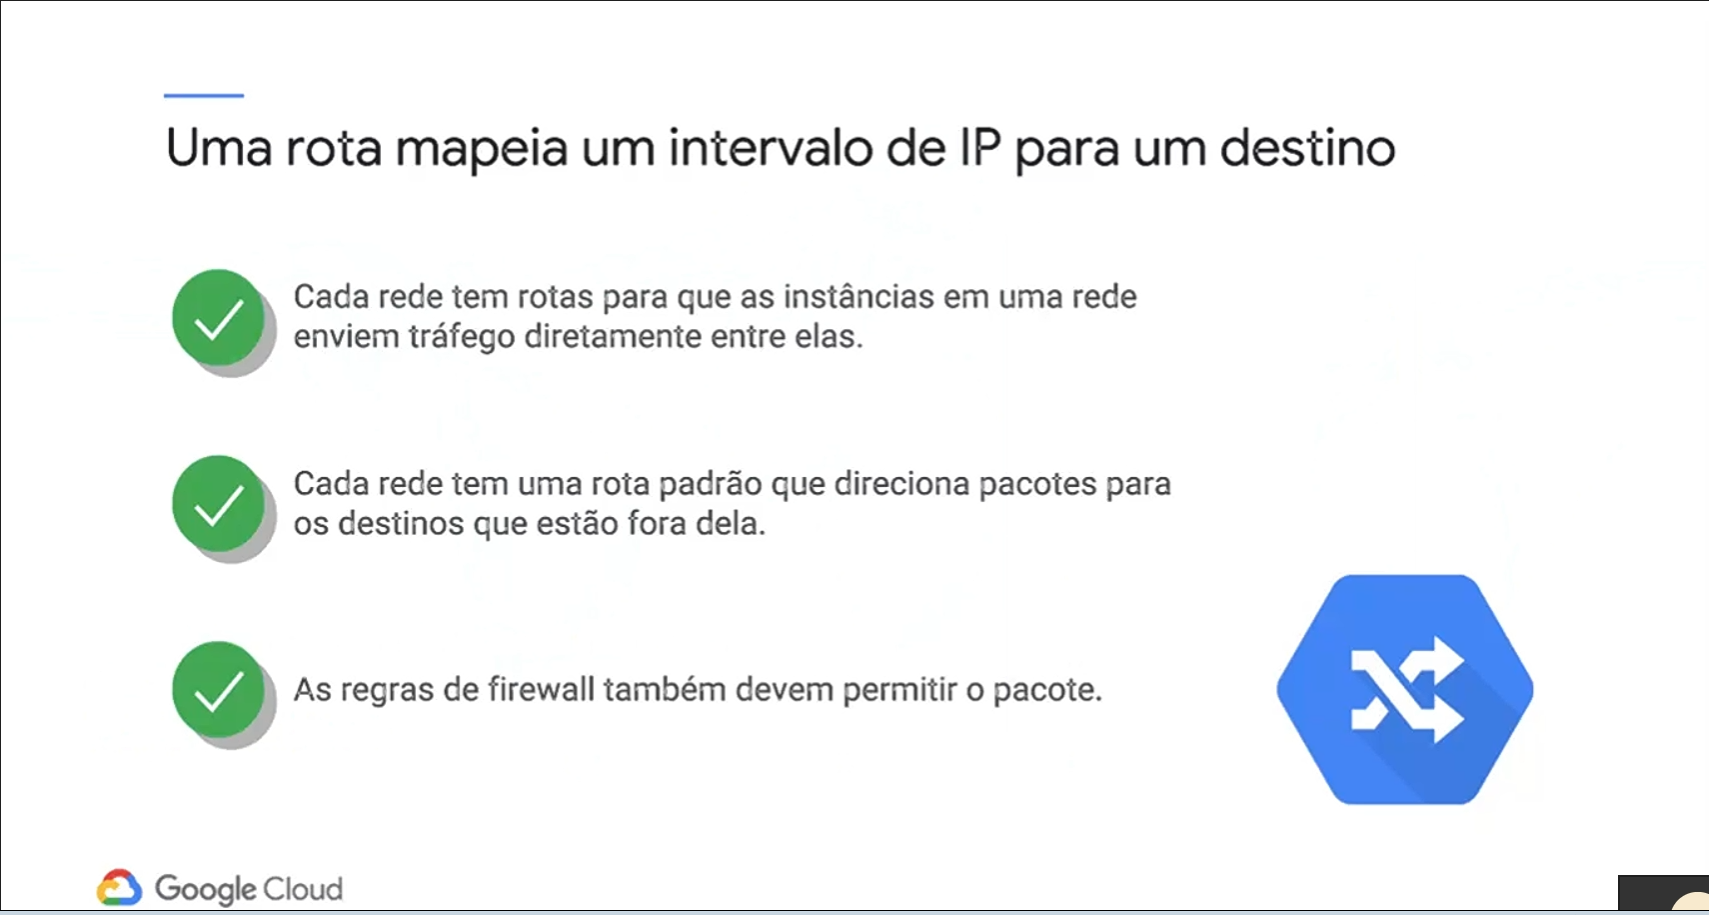 Uma rota mapeia um intervalo de IP para um destino
Cada rede tem rotas para que as instâncias em uma rede
enviem tráfego diretamente entre elas.
Cada rede tem uma rota padrão que direciona pacotes para
os destinos que estão fora dela.
As regras de firewall também devem permitir o pacote.
Google Cloud